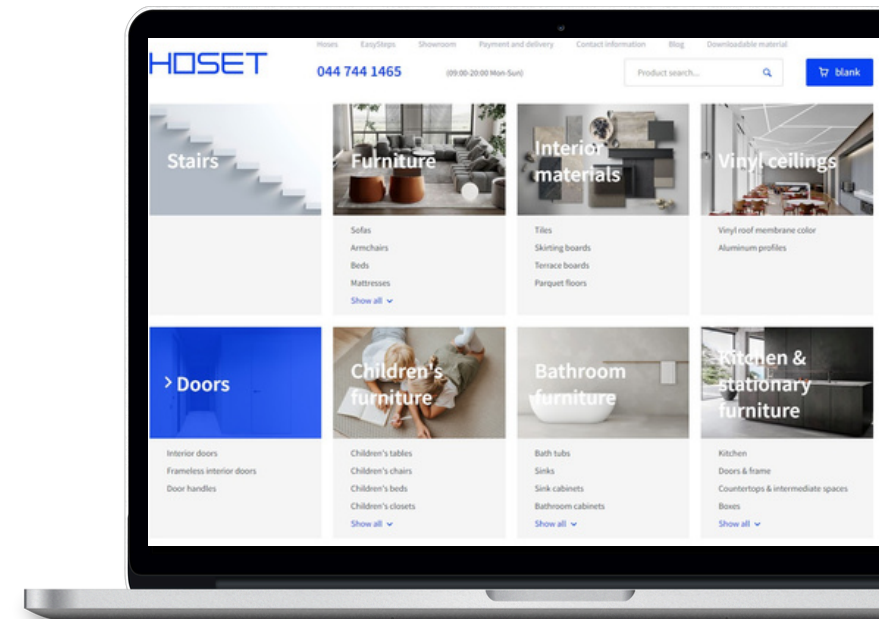 Hoses EasySteps Showroom Payment and delivery Contact Information Blog Downloadable material
HOSET
044 744 1465 (09:00-20:00 Mon-Sun) Product search... blank
Stairs
Furniture
Sofas
Armchairs
Beds
Mattresses
Show all
Interior
materials
Tiles
Skirting boards
Terrace boards
Parquet floors
Vinyl ceilings
Vinyl roof membrane color
Aluminum profiles
Doors
Interior doors
Frameless interior doors
Door handles
Children's
furniture
Children's tables
Children's chairs
Children's beds
Children's closets
Show all
Bathroom
furniture
Bath tubs
Sinks
Sink cabinets
Bathroom cabinets
Show all
Kitchen &
stationary
furniture
Kitchen
Doors & frame
Countertops & intermediate spaces
Boxes
Show all